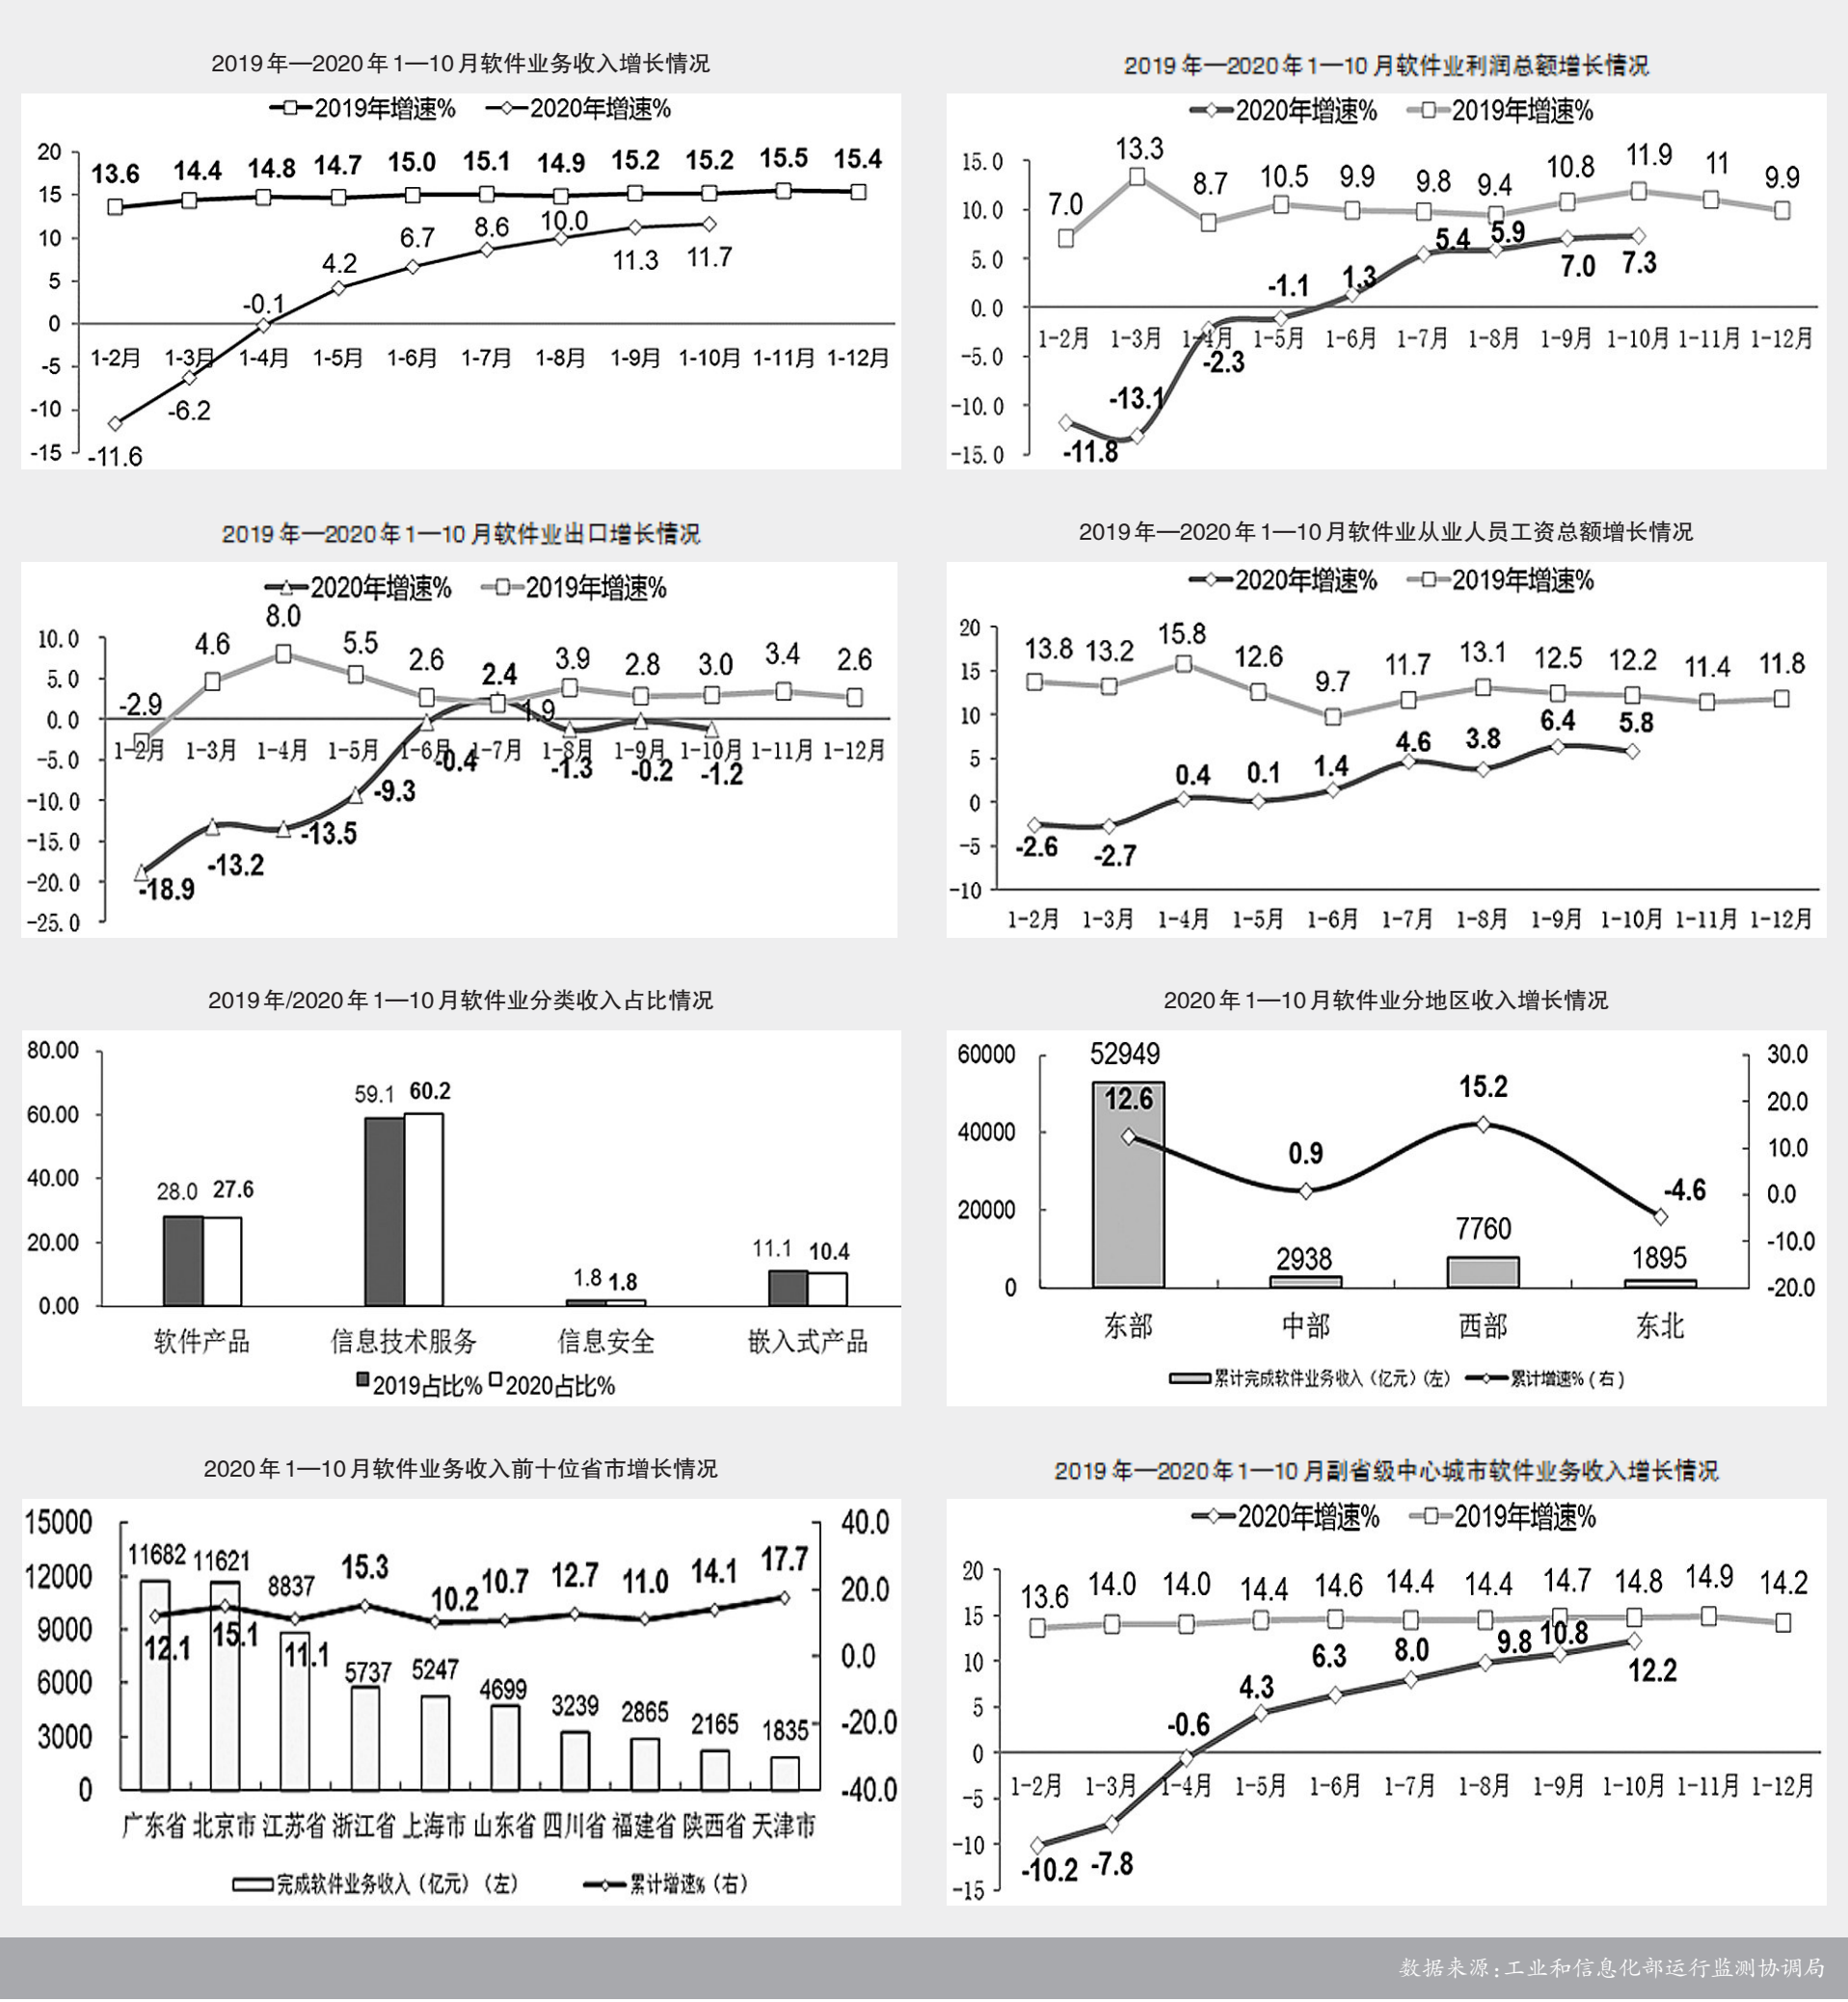 2019年—2020年1—10月软件业务收入增长情况
2019年增速% 2020年增速%
20
15
10
5
0
-5
-10
-15
13.6 14.4 14.8 14.7 15.0 15.1 14.9 15.2 15.2 15.5 15.4
-11.6 -6.2 -0.1 4.2 6.7 8.6 10.0 11.3 11.7
1-2月 1-3月 1-4月 1-5月 1-6月 1-7月 1-8月 1-9月 1-10月 1-11月 1-12月
2019年—2020年1—10月软件业利润总额增长情况
2020年增速% 2019年增速%
15.0
10.0
5.0
0.0
-5.0
-10.0
-15.0
7.0 13.3 8.7 10.5 9.9 9.8 9.4 10.8 11.9 11 9.9
-11.8 -13.1 -2.3 -1.1 1.3 5.4 5.9 7.0 7.3
1-2月 1-3月 1-4月 1-5月 1-6月 1-7月 1-8月 1-9月 1-10月 1-11月 1-12月
2019年—2020年1—10月软件业出口增长情况
2020年增速% 2019年增速%
10.0
5.0
0.0
-5.0
-10.0
-15.0
-20.0
-25.0
-2.9 4.6 8.0 5.5 2.6 1.9 3.9 2.8 3.0 3.4 2.6
-18.9 -13.2 -13.5 -9.3 -0.4 2.4 -1.3 -0.2 -1.2
1-2月 1-3月 1-4月 1-5月 1-6月 1-7月 1-8月 1-9月 1-10月 1-11月 1-12月
2019年—2020年1—10月软件业从业人员工资总额增长情况
2020年增速% 2019年增速%
20
15
10
5
0
-5
-10
13.8 13.2 15.8 12.6 9.7 11.7 13.1 12.5 12.2 11.4 11.8
-2.6 -2.7 0.4 0.1 1.4 4.6 3.8 6.4 5.8
1-2月 1-3月 1-4月 1-5月 1-6月 1-7月 1-8月 1-9月 1-10月 1-11月 1-12月
2019年/2020年1—10月软件业分类收入占比情况
80.00
60.00
40.00
20.00
0.00
28.0 27.6 59.1 60.2 1.8 1.8 11.1 10.4
软件产品 信息技术服务 信息安全 嵌入式产品
2019占比% 2020占比%
2020年1—10月软件业分地区收入增长情况
60000
40000
20000
0
30.0
20.0
10.0
0.0
-10.0
-20.0
52949 2938 7760 1895
12.6 0.9 15.2 -4.6
东部 中部 西部 东北
累计完成软件业务收入（亿元）（左） 累计增速%（右）
2020年1—10月软件业务收入前十位省市增长情况
15000
12000
9000
6000
3000
0
40.0
20.0
0.0
-20.0
-40.0
11682 11621 8837 5737 5247 4699 3239 2865 2165 1835
12.1 15.1 11.1 15.3 10.2 10.7 12.7 11.0 14.1 17.7
广东省 北京市 江苏省 浙江省 上海市 山东省 四川省 福建省 陕西省 天津市
完成软件业务收入（亿元）（左） 累计增速%（右）
2019年—2020年1—10月副省级中心城市软件业务收入增长情况
2020年增速% 2019年增速%
20
15
10
5
0
-5
-10
-15
13.6 14.0 14.0 14.4 14.6 14.4 14.4 14.7 14.8 14.9 14.2
-10.2 -7.8 -0.6 4.3 6.3 8.0 9.8 10.8 12.2
1-2月 1-3月 1-4月 1-5月 1-6月 1-7月 1-8月 1-9月 1-10月 1-11月 1-12月
数据来源：工业和信息化部运行监测协调局